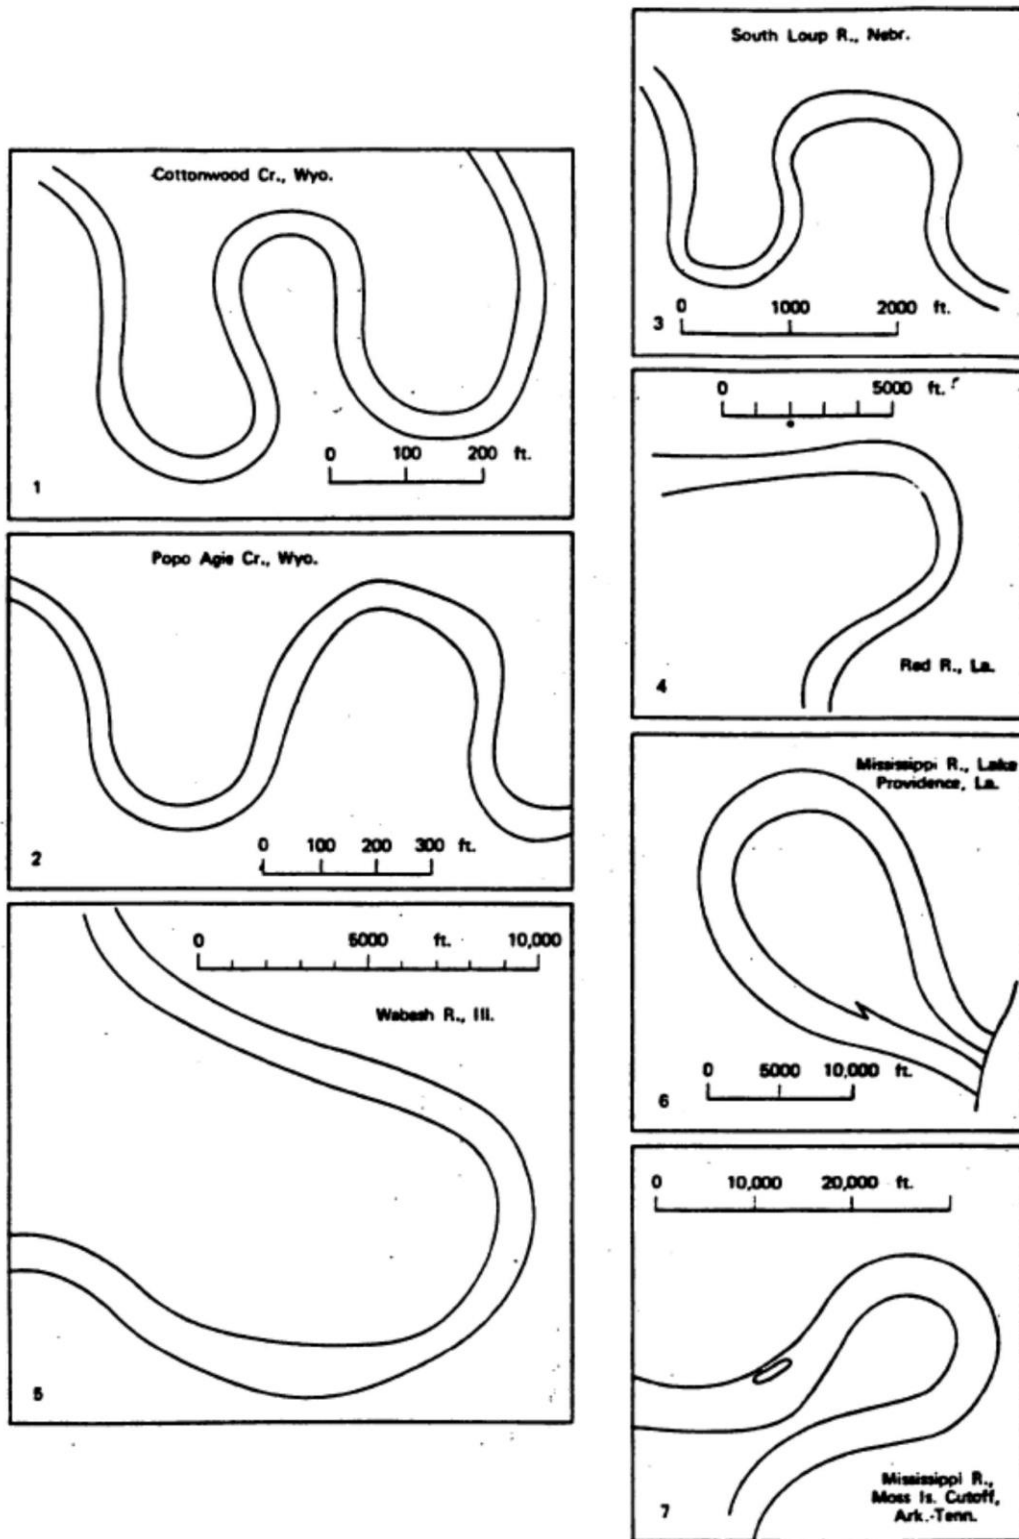 Cottonwood Cr., Wyo.
0 100 200 ft.
1
Popo Agie Cr., Wyo.
0 100 200 300 ft.
2
0 5000 ft. 10,000
Wabash R., Ill.
5
South Loup R., Nebr.
0 1000 2000 ft.
3
0 5000 ft.
Red R., La.
4
Mississippi R., Lake
Providence, La.
0 5000 10,000 ft.
6
0 10,000 20,000 ft.
Mississippi R.,
Moss Is. Cutoff,
Ark.-Tenn.
7